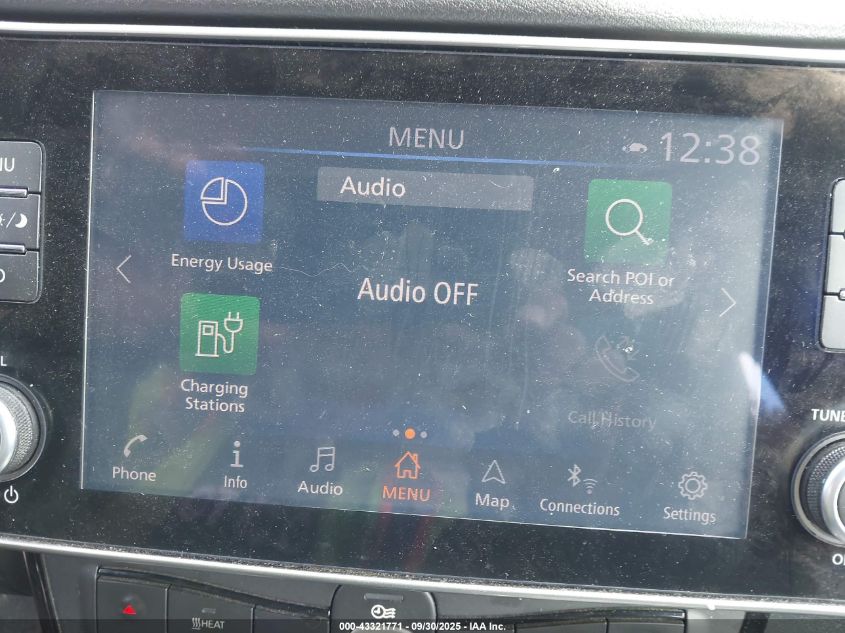 MENU
12:38
Audio
Energy Usage
Search POI or
Address
Audio OFF
Charging
Stations
Call History
Phone
Info
Audio
MENU
Map
Connections
Settings
TUNE
HEAT
000-43321771 - 09/30/2025 - IAA Inc.